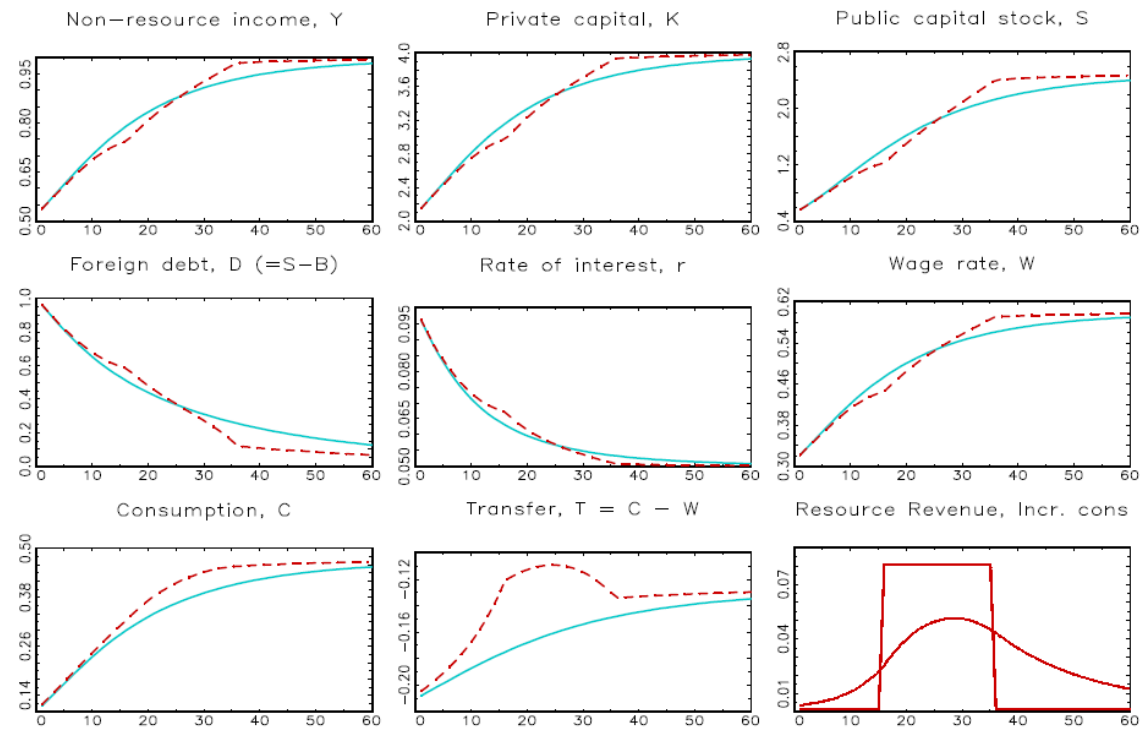 Non-resource income, Y
Private capital, K
Public capital stock, S
0.95
0.80
0.65
0.50
0 10 20 30 40 50 60
4.0
3.6
3.2
2.8
2.4
2.0
0 10 20 30 40 50 60
2.8
2.0
1.2
0.4
0 10 20 30 40 50 60
Foreign debt, D (=S-B)
Rate of interest, r
Wage rate, W
1.0
0.8
0.6
0.4
0.2
0.0
0 10 20 30 40 50 60
0.095
0.080
0.065
0.050
0 10 20 30 40 50 60
0.62
0.54
0.46
0.38
0.30
0 10 20 30 40 50 60
Consumption, C
Transfer, T = C - W
Resource Revenue, Incr. cons
0.50
0.38
0.26
0.14
0 10 20 30 40 50 60
-0.12
-0.16
-0.20
0 10 20 30 40 50 60
0.07
0.04
0.01
0 10 20 30 40 50 60